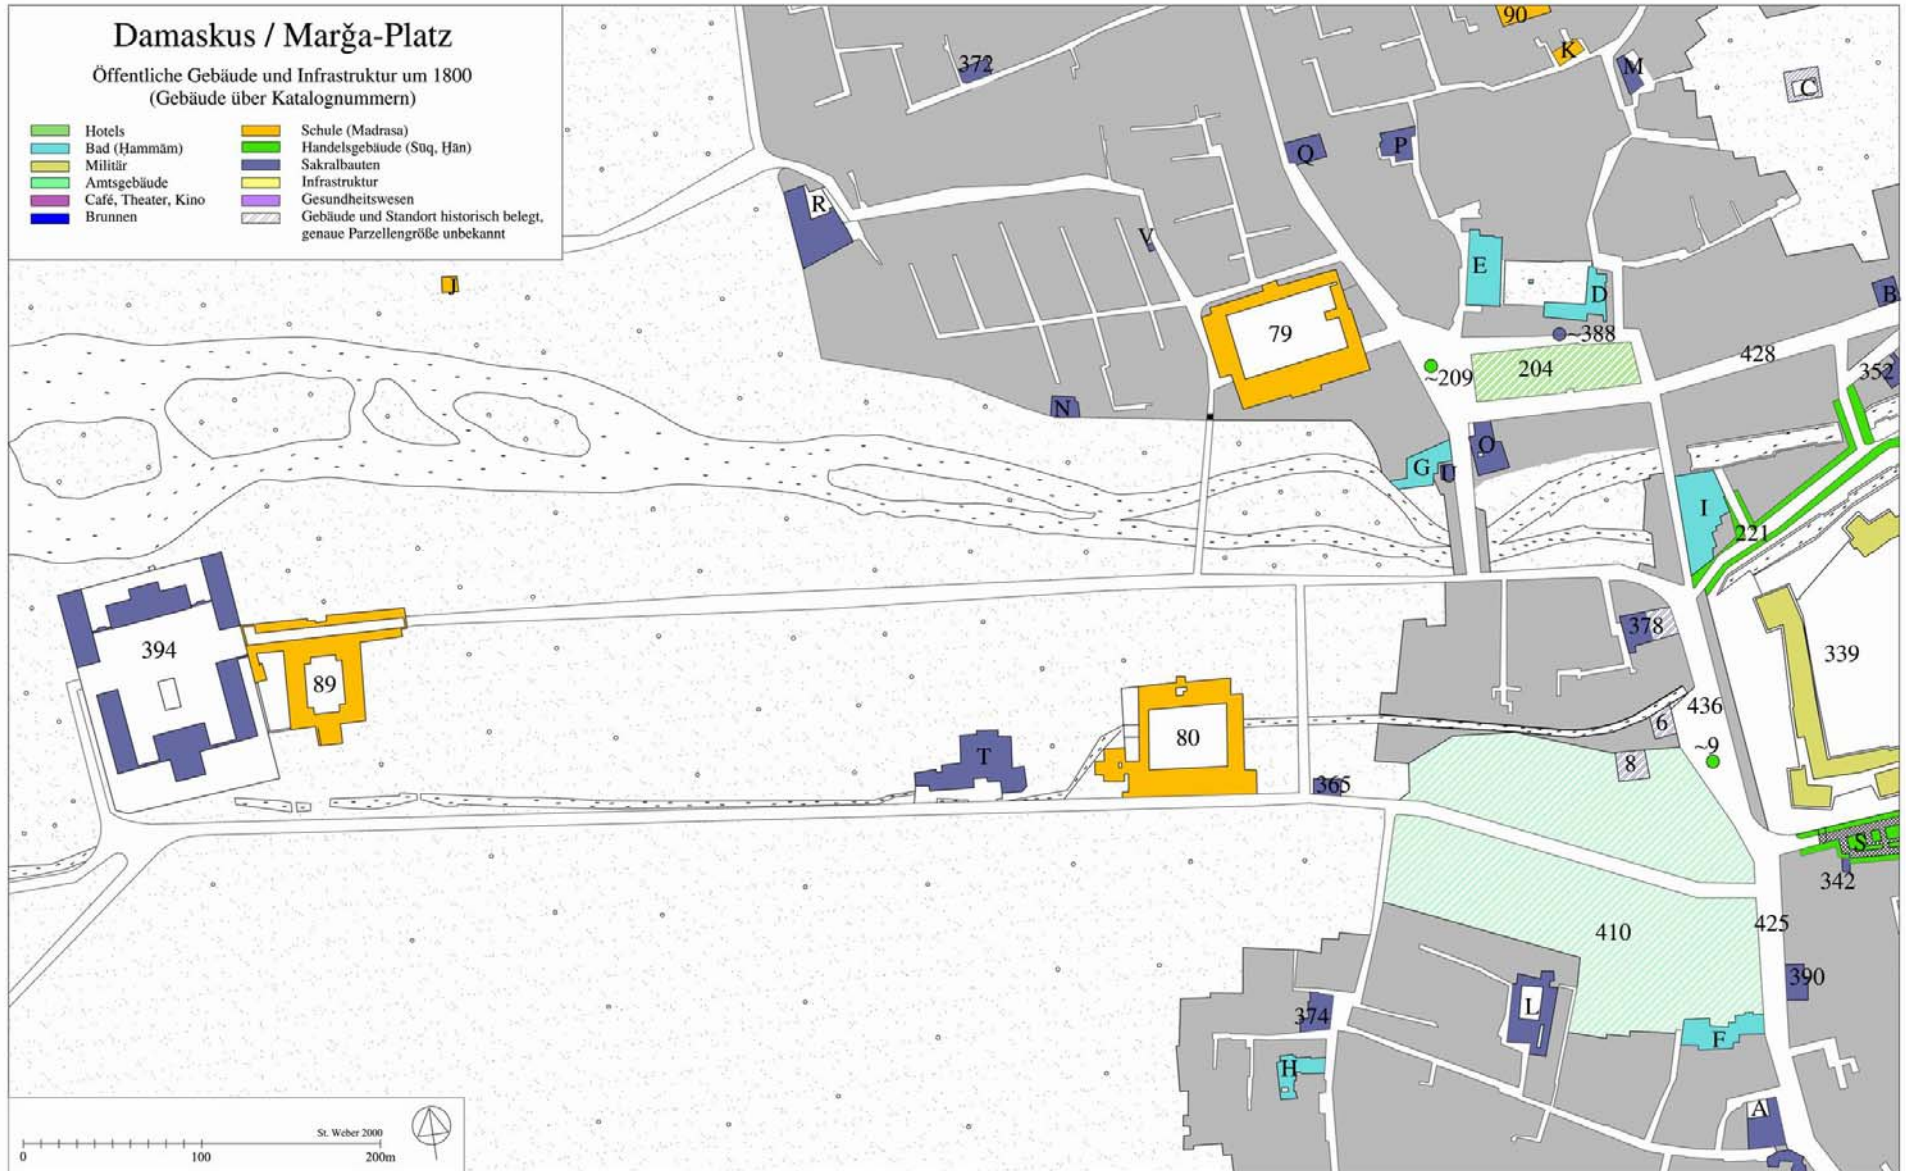 Damaskus / Marğa-Platz
Öffentliche Gebäude und Infrastruktur um 1800
(Gebäude über Katalognummern)
Hotels
Bad (Ḥammām)
Militär
Amtsgebäude
Café, Theater, Kino
Brunnen
Schule (Madrasa)
Handelsgebäude (Sūq, Ḫān)
Sakralbauten
Infrastruktur
Gesundheitswesen
Gebäude und Standort historisch belegt,
genaue Parzellengröße unbekannt
90
K
372
M
C
Q
P
R
V
E
D
J
B
79
~388
428
~209
204
352
N
O
G
U
I
221
378
394
339
89
436
6
80
~9
T
8
365
S
342
410
425
390
L
374
F
H
A
St. Weber 2000
0 100 200m